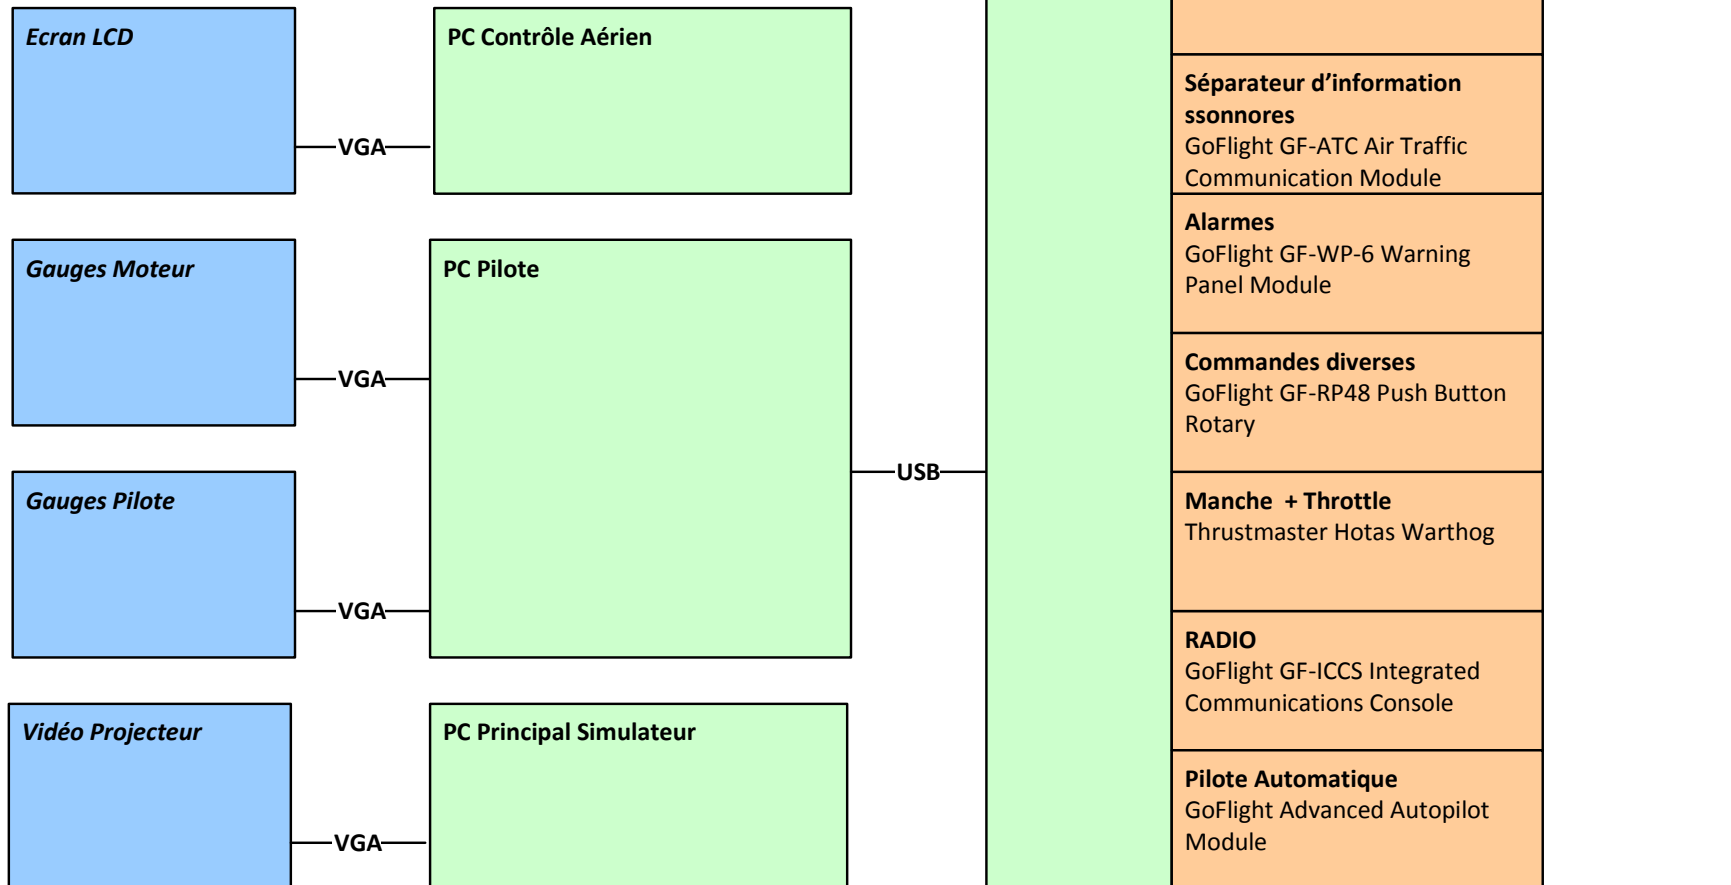 Ecran LCD
VGA
PC Contrôle Aérien
Gauges Moteur
VGA
PC Pilote
Gauges Pilote
VGA
USB
Vidéo Projecteur
VGA
PC Principal Simulateur
Séparateur d’information
ssonnores
GoFlight GF-ATC Air Traffic
Communication Module
Alarmes
GoFlight GF-WP-6 Warning
Panel Module
Commandes diverses
GoFlight GF-RP48 Push Button
Rotary
Manche  + Throttle
Thrustmaster Hotas Warthog
RADIO
GoFlight GF-ICCS Integrated
Communications Console
Pilote Automatique
GoFlight Advanced Autopilot
Module